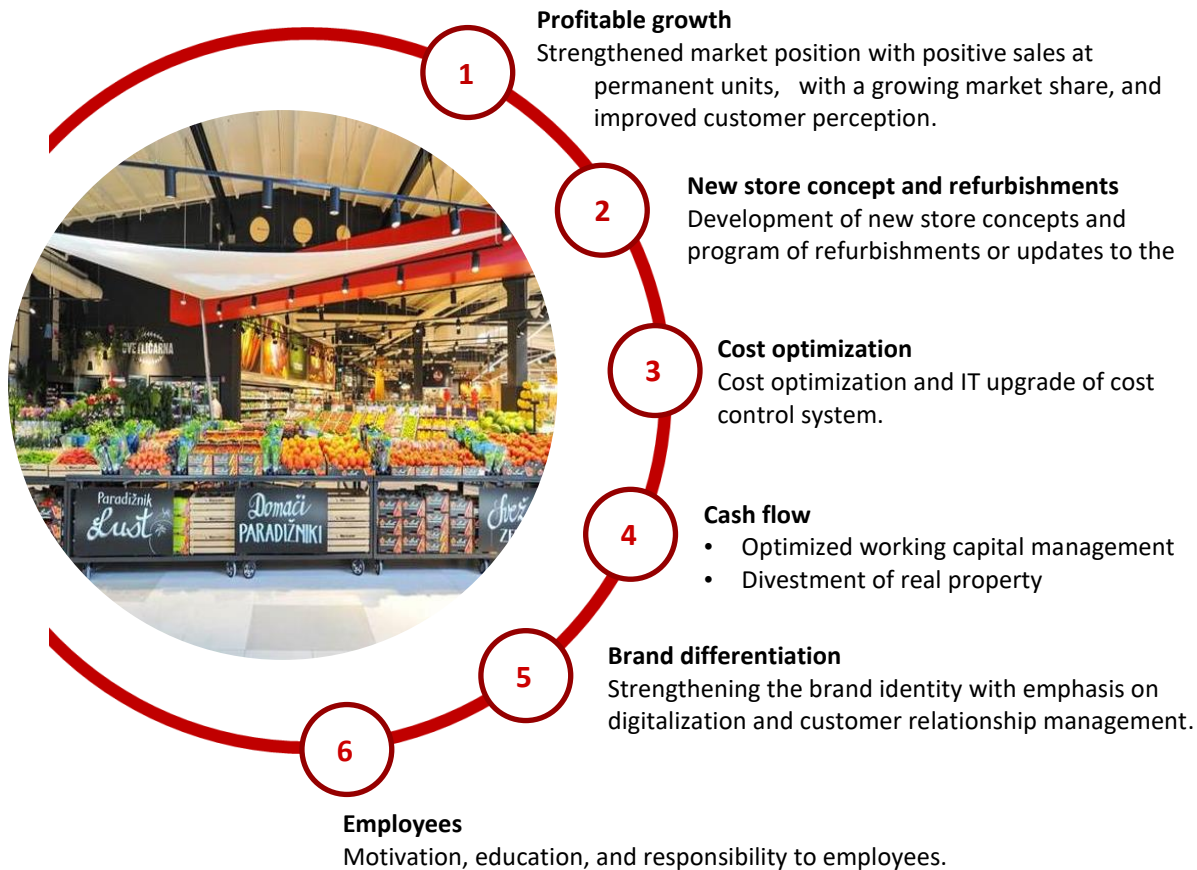 1
Profitable growth
Strengthened market position with positive sales at
permanent units, with a growing market share, and
improved customer perception.
2
New store concept and refurbishments
Development of new store concepts and
program of refurbishments or updates to the
CVETLIČARNA
3
Cost optimization
Cost optimization and IT upgrade of cost
control system.
Paradižnik
Lušt
Domači
PARADIŽNIKI
4
Cash flow
• Optimized working capital management
• Divestment of real property
5
Brand differentiation
Strengthening the brand identity with emphasis on
digitalization and customer relationship management.
6
Employees
Motivation, education, and responsibility to employees.